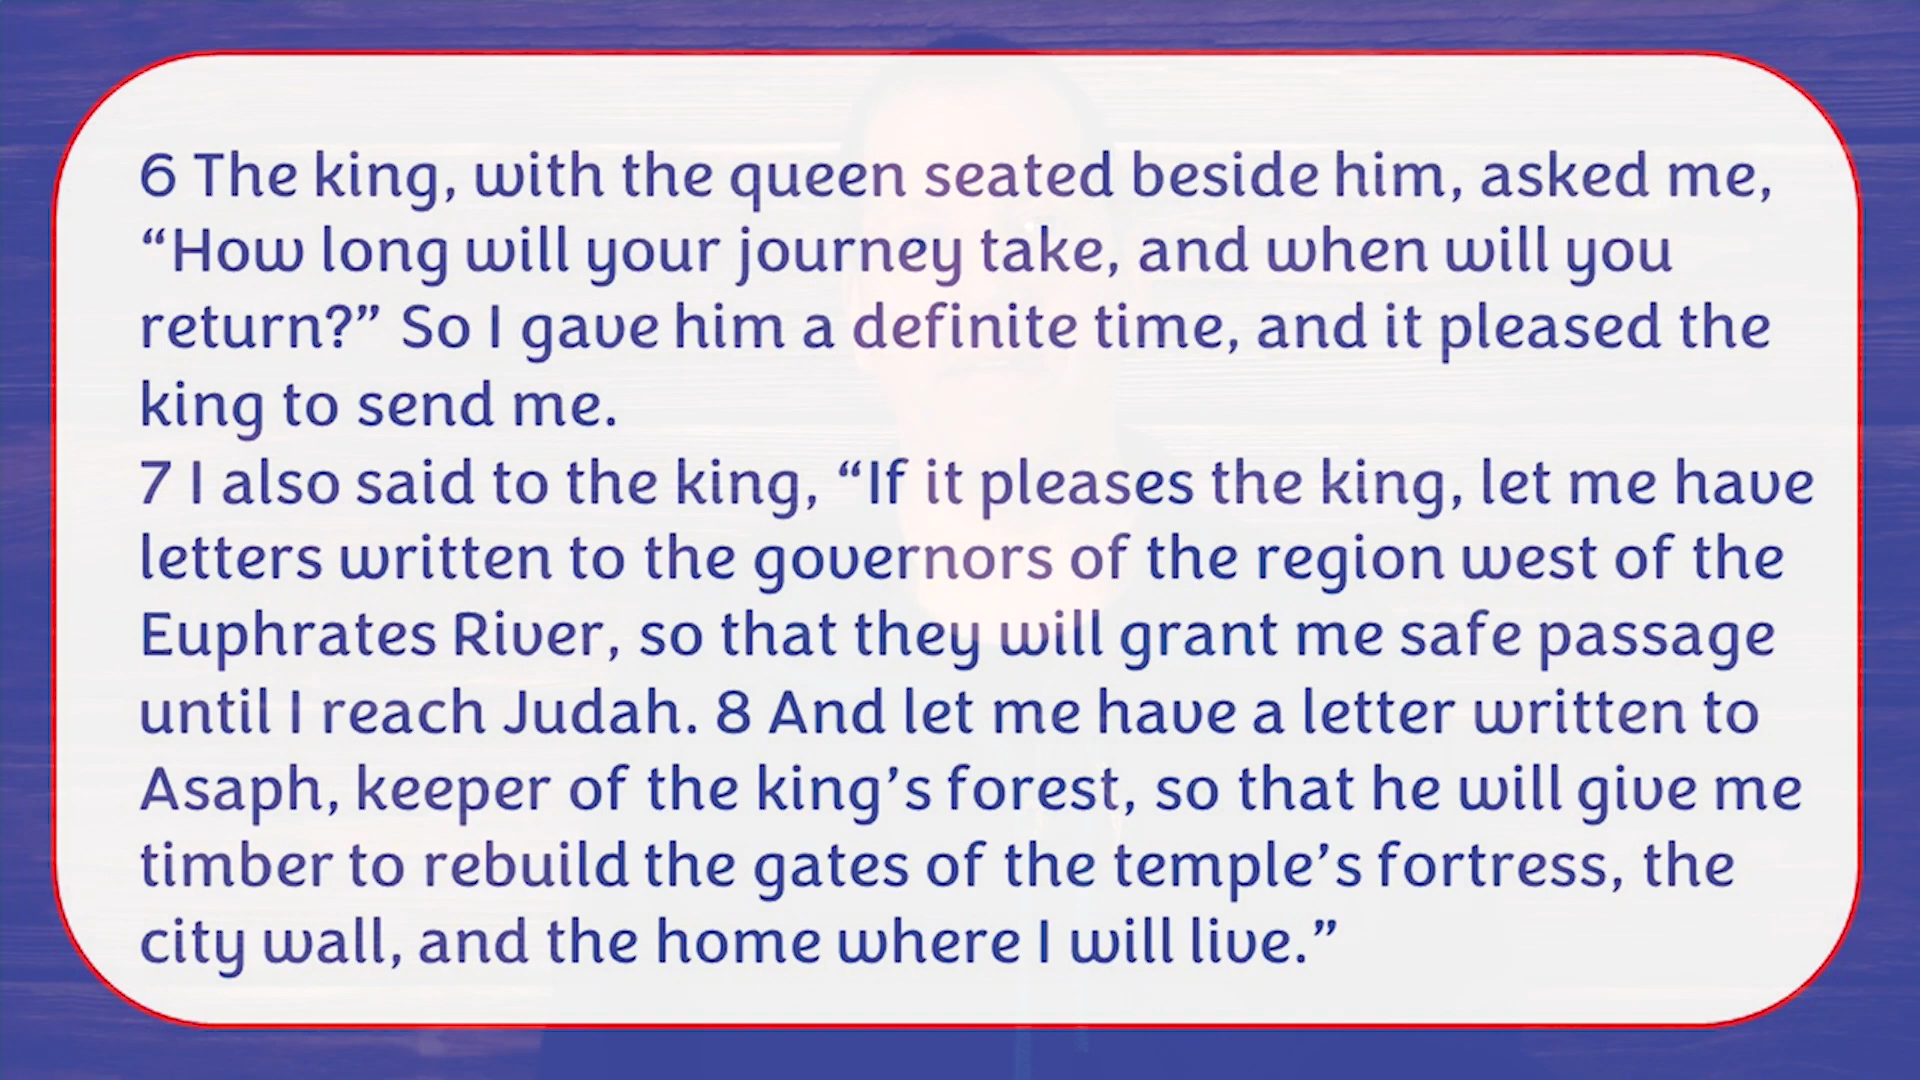 6 The king, with the queen seated beside him, asked me,
“How long will your journey take, and when will you
return?” So I gave him a definite time, and it pleased the
king to send me.
7 I also said to the king, “If it pleases the king, let me have
letters written to the governors of the region west of the
Euphrates River, so that they will grant me safe passage
until I reach Judah. 8 And let me have a letter written to
Asaph, keeper of the king’s forest, so that he will give me
timber to rebuild the gates of the temple’s fortress, the
city wall, and the home where I will live.”